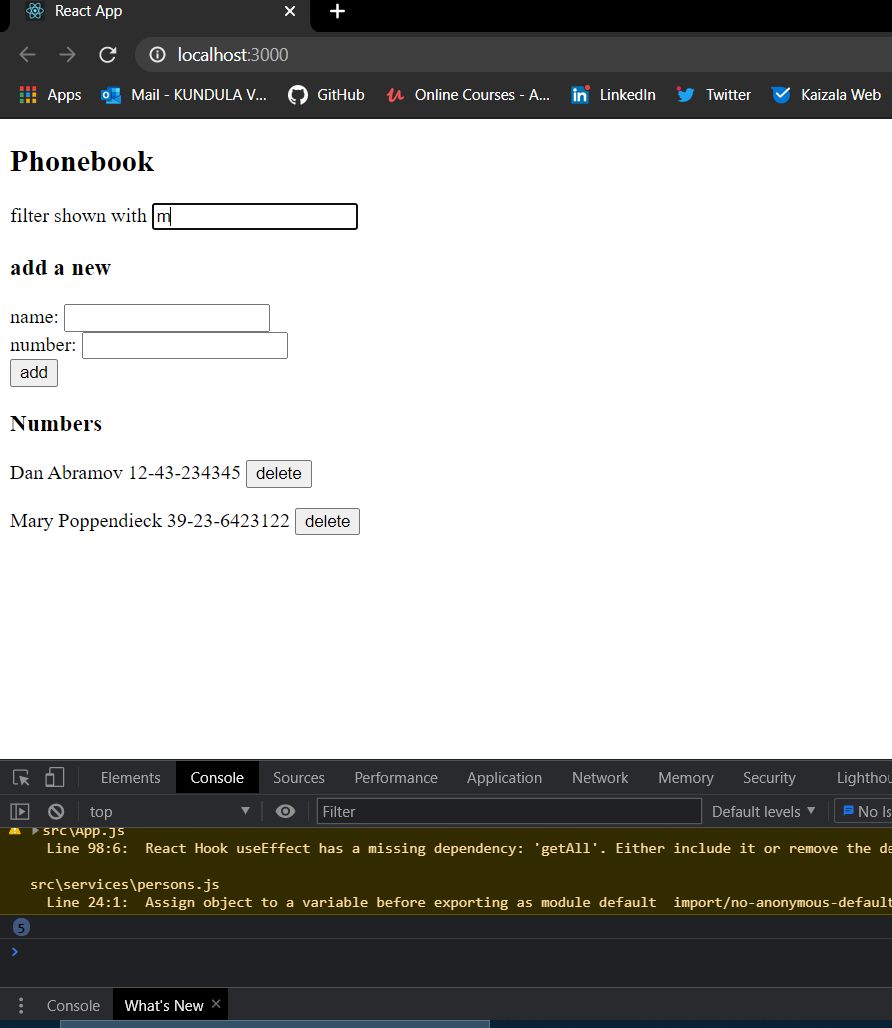 React App
localhost:3000
Apps Mail - KUNDULA V... GitHub Online Courses - A... LinkedIn Twitter Kaizala Web
Phonebook
filter shown with m
add a new
name:
number:
add
Numbers
Dan Abramov 12-43-234345 delete
Mary Poppendieck 39-23-6423122 delete
Elements Console Sources Performance Application Network Memory Security Lighthou
top Filter Default levels No Is
src\App.js
Line 98:6: React Hook useEffect has a missing dependency: 'getAll'. Either include it or remove the de
src\services\persons.js
Line 24:1: Assign object to a variable before exporting as module default import/no-anonymous-default
5
Console What's New